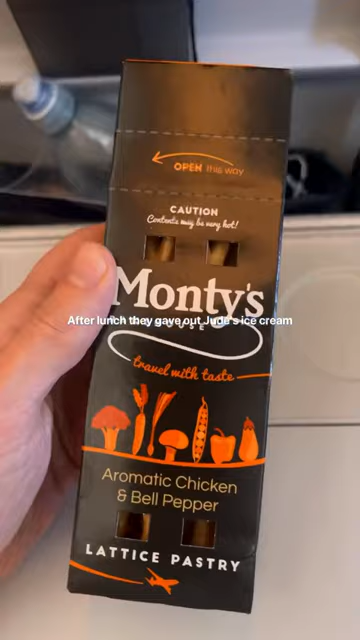 OPEN this way
CAUTION
Contents may be very hot!
Monty's
After lunch they gave out Jude's ice cream
travel with taste
Aromatic Chicken
& Bell Pepper
LATTICE PASTRY